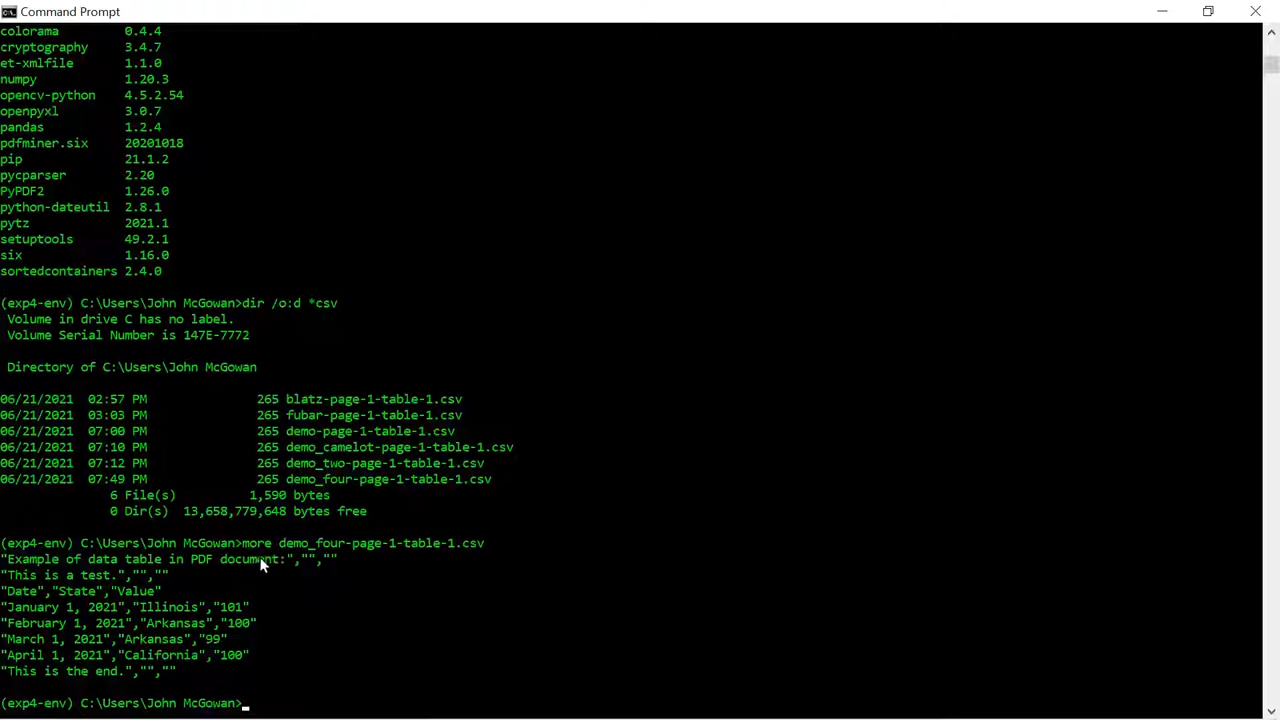 Command Prompt
colorama     0.4.4
cryptography     3.4.7
et-xmlfile     1.1.0
numpy     1.20.3
opencv-python     4.5.2.54
openpyxl     3.0.7
pandas     1.2.4
pdfminer.six     20201018
pip     21.1.2
pycparser     2.20
PyPDF2     1.26.0
python-dateutil     2.8.1
pytz     2021.1
setuptools     49.2.1
six     1.16.0
sortedcontainers 2.4.0
(exp4-env) C:\Users\John McGowan>dir /o:d *csv
Volume in drive C has no label.
Volume Serial Number is 147E-7772
Directory of C:\Users\John McGowan
06/21/2021  02:57 PM               265 blatz-page-1-table-1.csv
06/21/2021  03:03 PM               265 fubar-page-1-table-1.csv
06/21/2021  07:00 PM               265 demo-page-1-table-1.csv
06/21/2021  07:10 PM               265 demo_camelot-page-1-table-1.csv
06/21/2021  07:12 PM               265 demo_two-page-1-table-1.csv
06/21/2021  07:49 PM               265 demo_four-page-1-table-1.csv
6 File(s)          1,590 bytes
0 Dir(s)  13,658,779,648 bytes free
(exp4-env) C:\Users\John McGowan>more demo_four-page-1-table-1.csv
"Example of data table in PDF document:","",""
"This is a test.","",""
"Date","State","Value"
"January 1, 2021","Illinois","101"
"February 1, 2021","Arkansas","100"
"March 1, 2021","Arkansas","99"
"April 1, 2021","California","100"
"This is the end.","",""
(exp4-env) C:\Users\John McGowan>